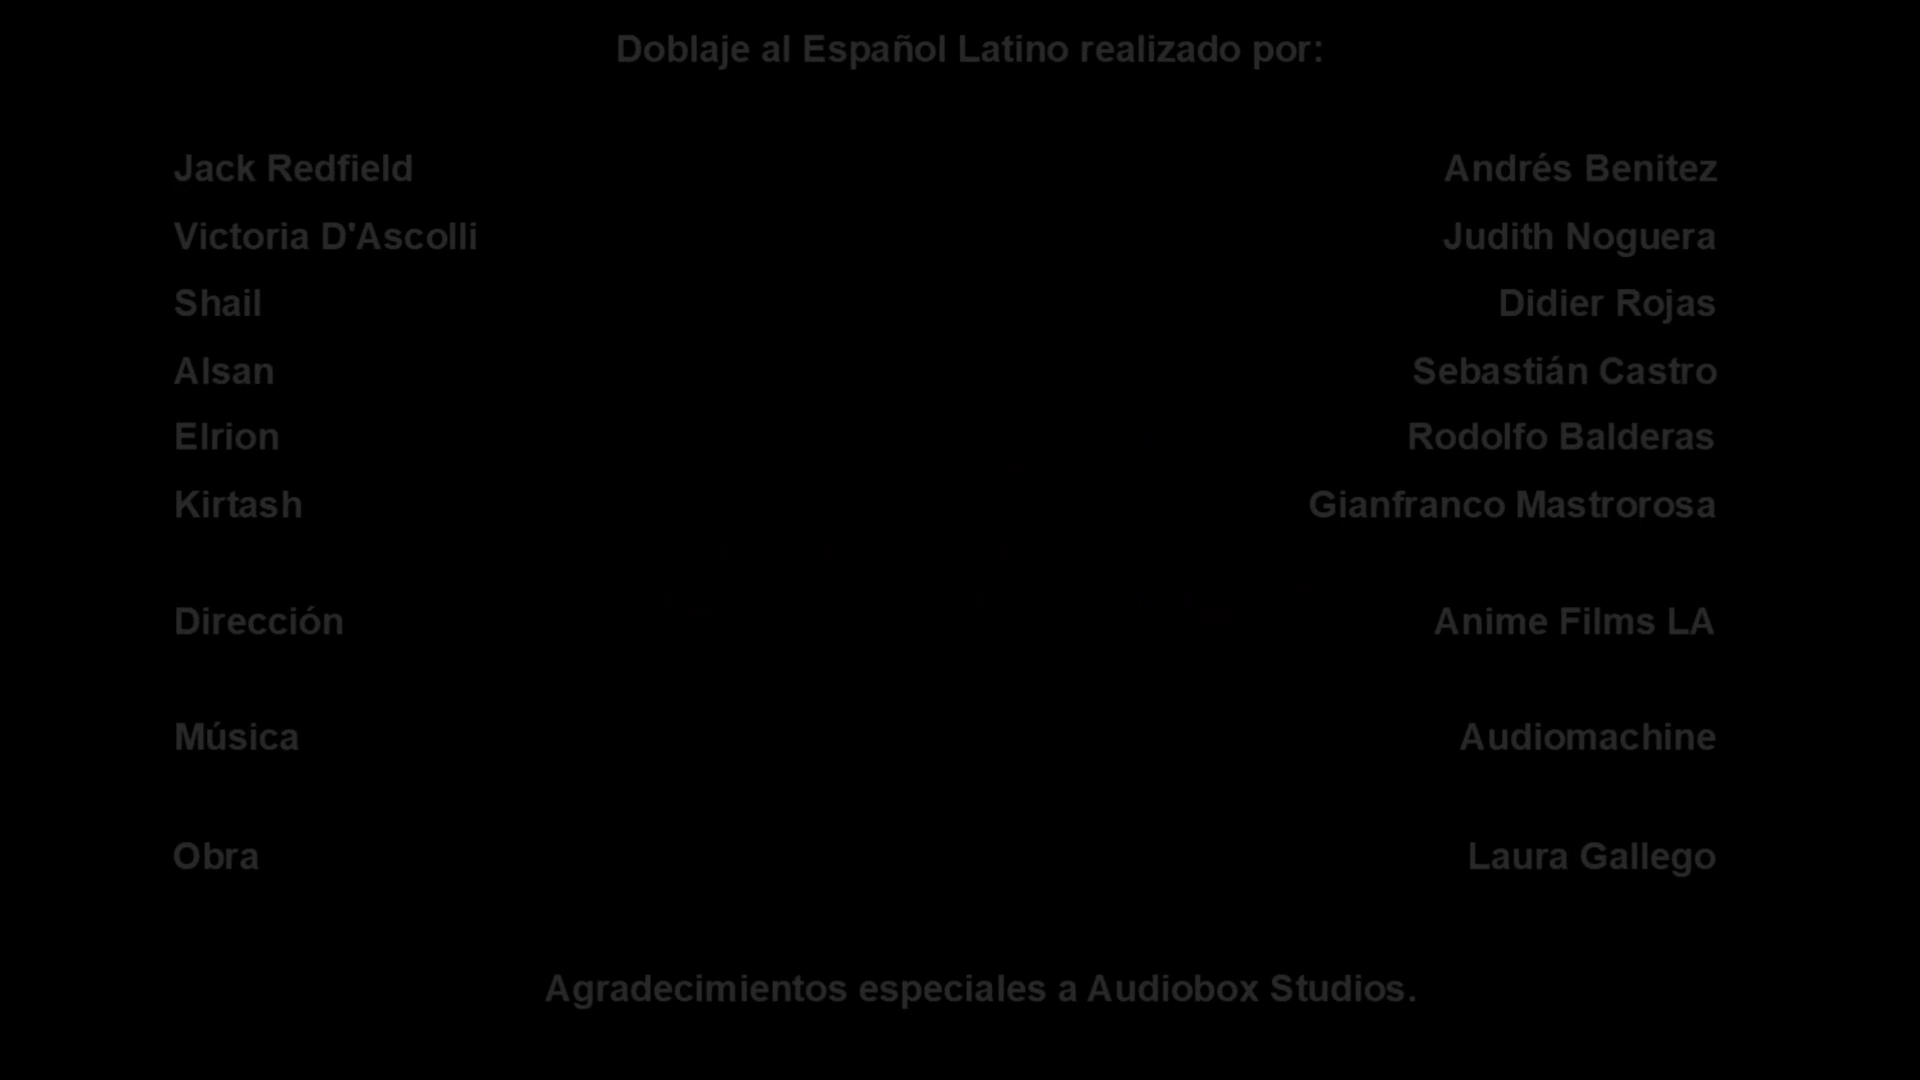 Doblaje al Español Latino realizado por:
Jack Redfield Andrés Benitez
Victoria D'Ascolli Judith Noguera
Shail Didier Rojas
Alsan Sebastián Castro
Elrion Rodolfo Balderas
Kirtash Gianfranco Mastrorosa
Dirección Anime Films LA
Música Audiomachine
Obra Laura Gallego
Agradecimientos especiales a Audiobox Studios.